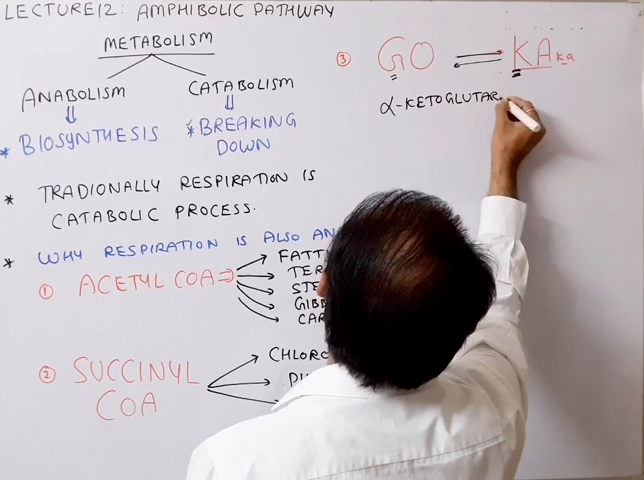 LECTURE12: AMPHIBOLIC PATHWAY
METABOLISM
ANABOLISM
CATABOLISM
* BIOSYNTHESIS
* BREAKING
DOWN
* TRADIONALLY RESPIRATION IS
CATABOLIC PROCESS.
* WHY RESPIRATION IS ALSO AN
① ACETYL COA
② SUCCINYL
COA
③ GO ⇌ KA ka
α-KETOGLUTAR